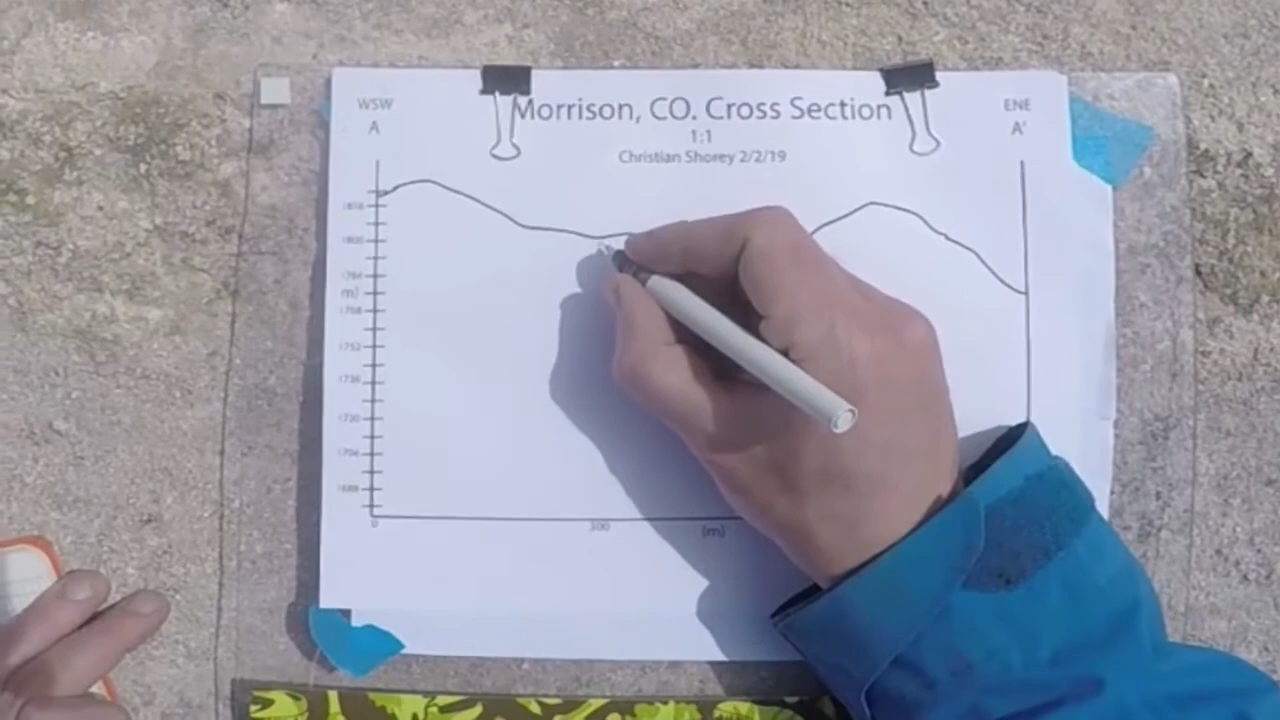 WSW
Morrison, CO. Cross Section
ENE
A
1:1
A'
Christian Shorey 2/2/19
1816
1800
1784
m)
1768
1752
1736
1720
1704
1688
0
300
(m)